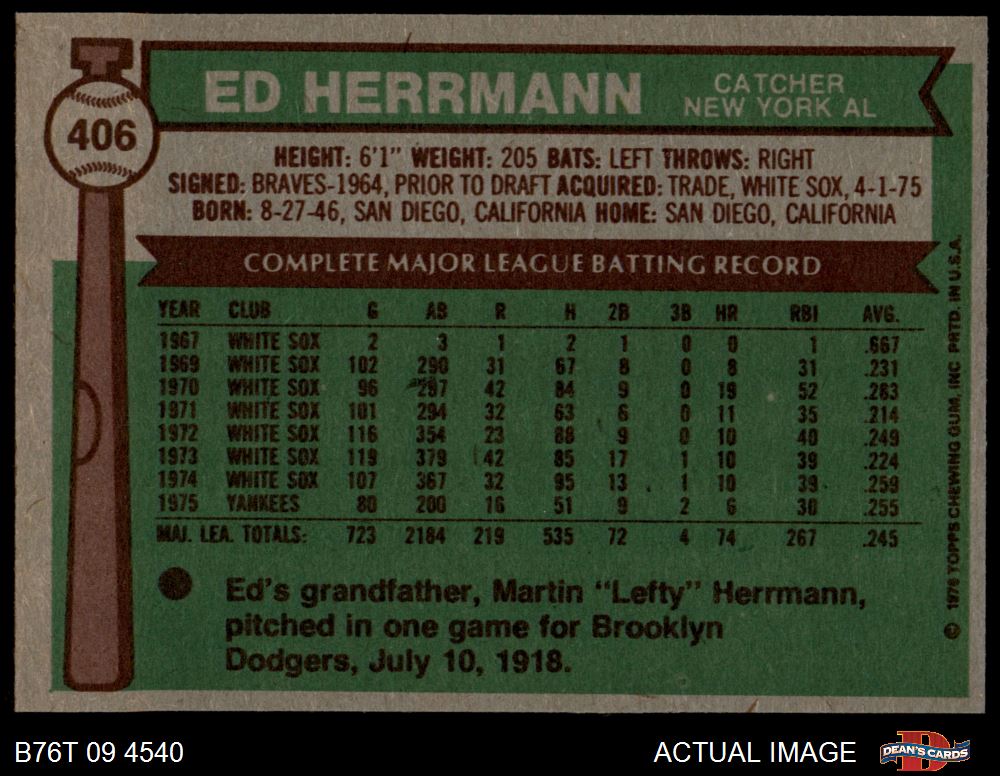 406
ED HERRMANN
CATCHER
NEW YORK AL
HEIGHT: 6'1" WEIGHT: 205 BATS: LEFT THROWS: RIGHT
SIGNED: BRAVES-1964, PRIOR TO DRAFT ACQUIRED: TRADE, WHITE SOX, 4-1-75
BORN: 8-27-46, SAN DIEGO, CALIFORNIA HOME: SAN DIEGO, CALIFORNIA
COMPLETE MAJOR LEAGUE BATTING RECORD
YEAR CLUB G AB R H 2B 3B HR RBI AVG.
1967 WHITE SOX 2 3 1 2 1 0 0 1 .667
1969 WHITE SOX 102 290 31 67 8 0 8 31 .231
1970 WHITE SOX 96 297 42 84 9 0 19 52 .283
1971 WHITE SOX 101 294 32 63 6 0 11 35 .214
1972 WHITE SOX 116 354 23 88 9 0 10 40 .249
1973 WHITE SOX 119 379 42 85 17 1 10 39 .224
1974 WHITE SOX 107 367 32 95 13 1 10 39 .259
1975 YANKEES 80 200 16 51 9 2 6 30 .255
MAJ. LEA. TOTALS: 723 2184 219 535 72 4 74 267 .245
Ed's grandfather, Martin "Lefty" Herrmann,
pitched in one game for Brooklyn
Dodgers, July 10, 1918.
© 1976 TOPPS CHEWING GUM, INC PRTD. IN U.S.A.
B76T 09 4540
ACTUAL IMAGE
D
DEAN'S CARDS